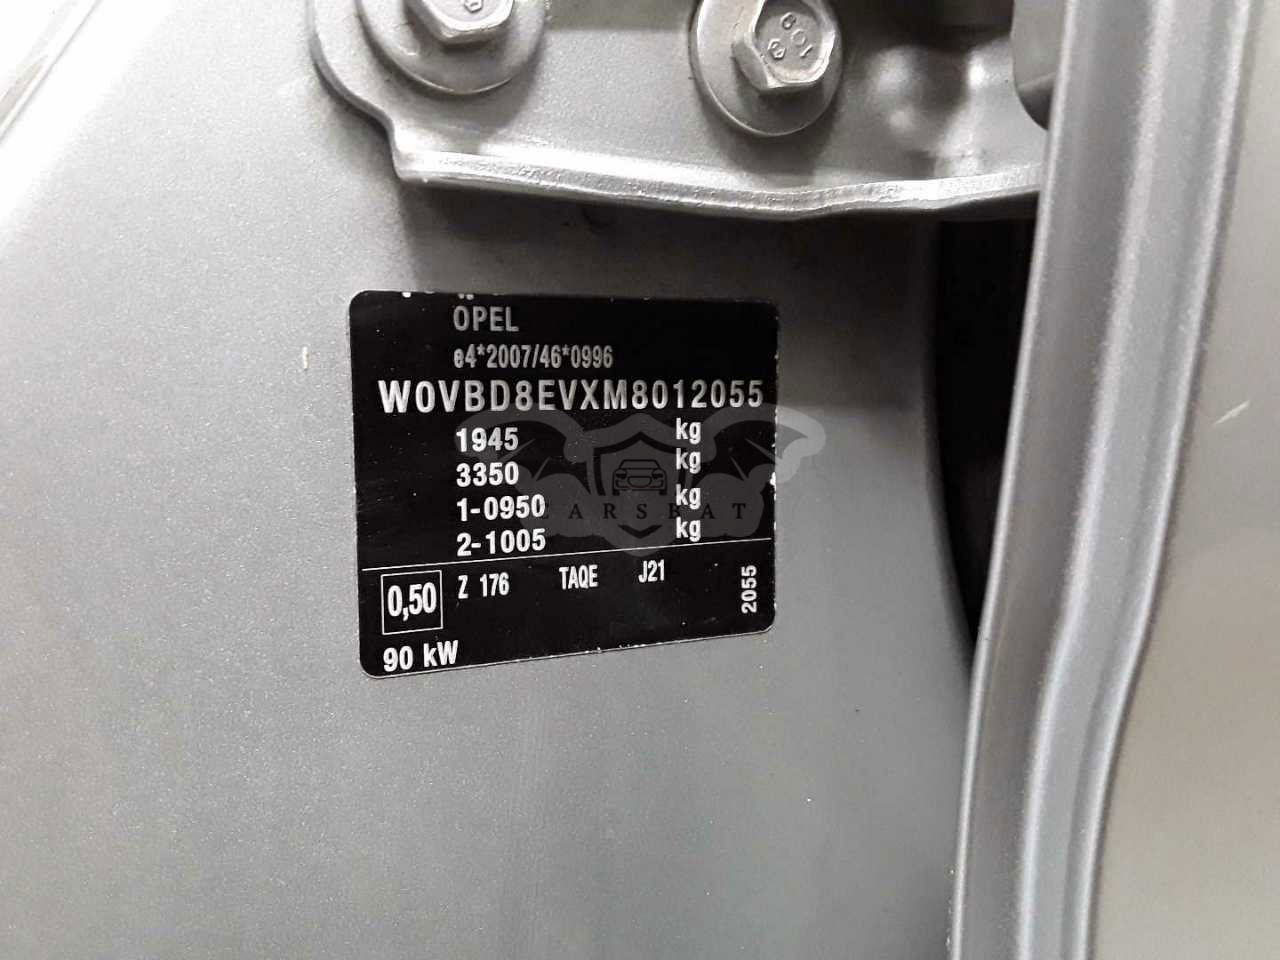 OPEL
e4*2007/46*0996
W0VBD8EVXM8012055
1945 kg
3350 kg
1-0950 kg
2-1005 kg
0,50 Z 176 TAQE J21 2055
90 kW
CARSBAT